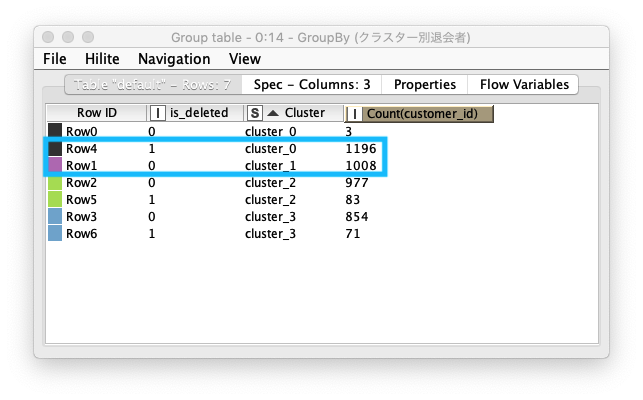 Group table - 0:14 - GroupBy (クラスター別退会者)
File Hilite Navigation View
Table "default" - Rows: 7 Spec - Columns: 3 Properties Flow Variables
Row ID I is_deleted S Cluster I Count(customer_id)
Row0 0 cluster_0 3
Row4 1 cluster_0 1196
Row1 0 cluster_1 1008
Row2 0 cluster_2 977
Row5 1 cluster_2 83
Row3 0 cluster_3 854
Row6 1 cluster_3 71